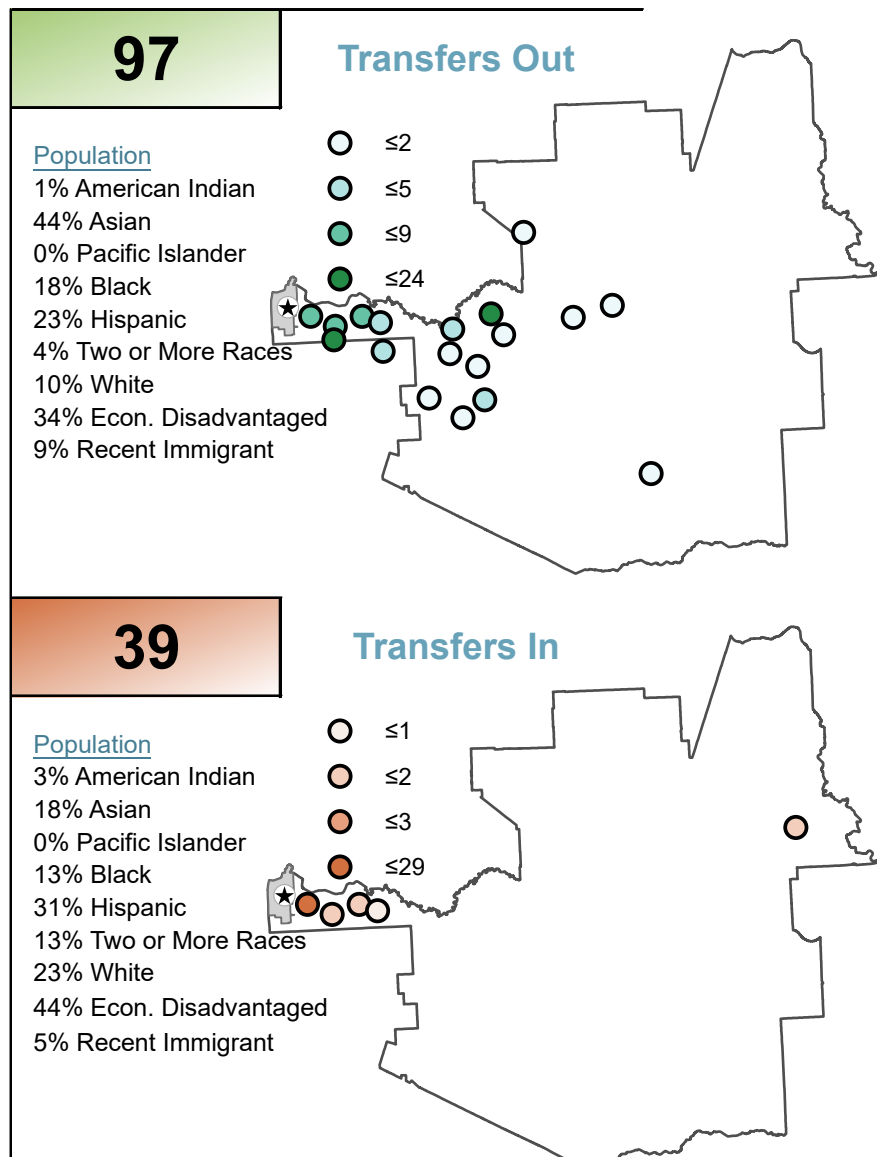 97
Transfers Out
Population
1% American Indian
44% Asian
0% Pacific Islander
18% Black
23% Hispanic
4% Two or More Races
10% White
34% Econ. Disadvantaged
9% Recent Immigrant
≤2
≤5
≤9
≤24
39
Transfers In
Population
3% American Indian
18% Asian
0% Pacific Islander
13% Black
31% Hispanic
13% Two or More Races
23% White
44% Econ. Disadvantaged
5% Recent Immigrant
≤1
≤2
≤3
≤29